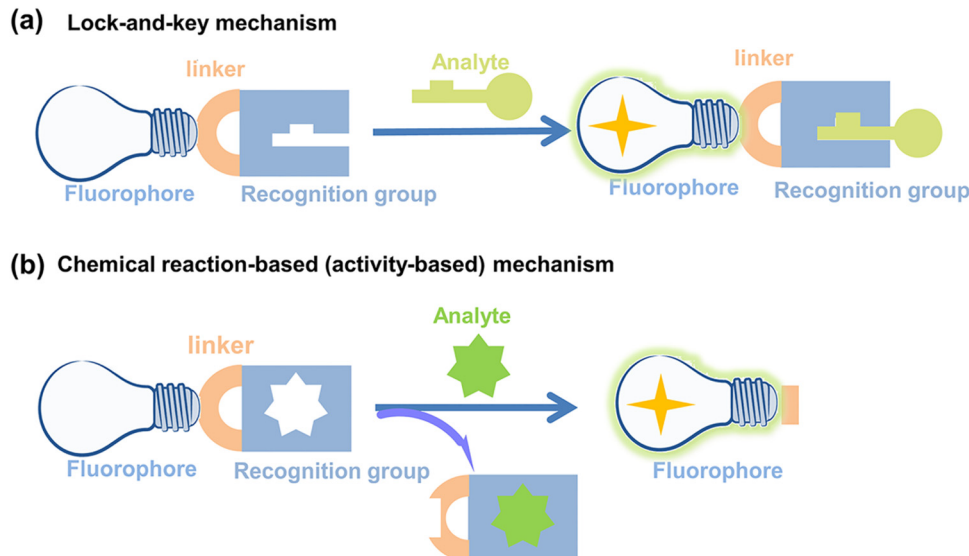 (a) Lock-and-key mechanism
linker
Analyte
linker
Fluorophore
Recognition group
Fluorophore
Recognition group
(b) Chemical reaction-based (activity-based) mechanism
linker
Analyte
Fluorophore
Recognition group
Fluorophore